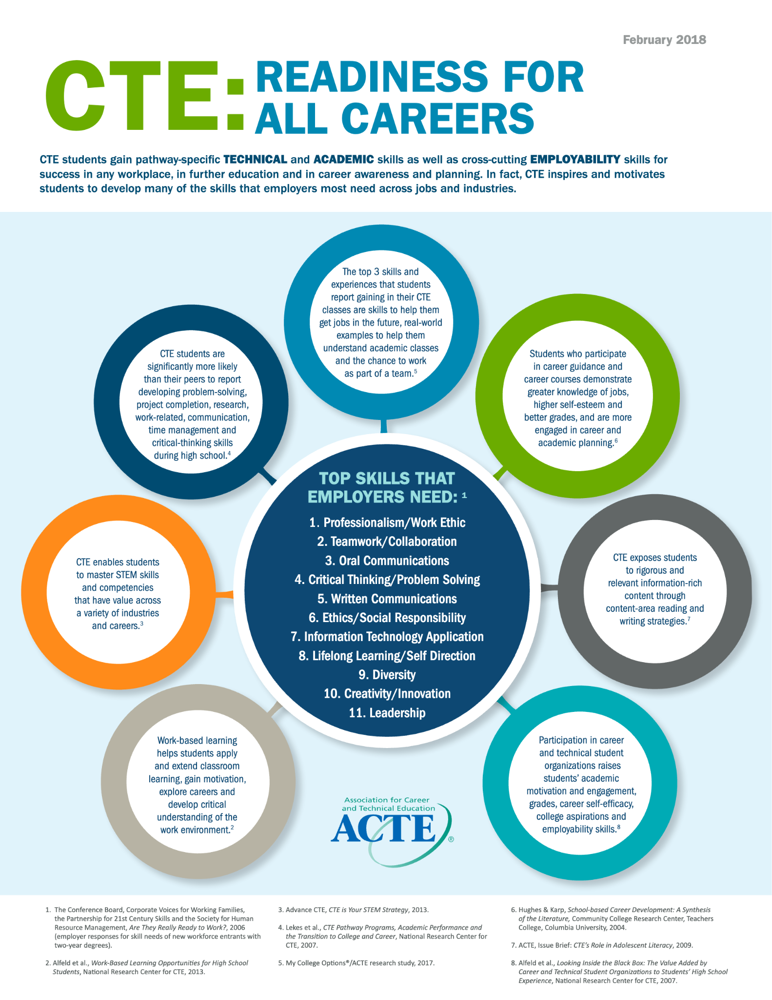 February 2018
CTE: READINESS FOR
ALL CAREERS
CTE students gain pathway-specific TECHNICAL and ACADEMIC skills as well as cross-cutting EMPLOYABILITY skills for
success in any workplace, in further education and in career awareness and planning. In fact, CTE inspires and motivates
students to develop many of the skills that employers most need across jobs and industries.
The top 3 skills and
experiences that students
report gaining in their CTE
classes are skills to help them
get jobs in the future, real-world
examples to help them
understand academic classes
and the chance to work
as part of a team.5
CTE students are
significantly more likely
than their peers to report
developing problem-solving,
project completion, research,
work-related, communication,
time management and
critical-thinking skills
during high school.4
Students who participate
in career guidance and
career courses demonstrate
greater knowledge of jobs,
higher self-esteem and
better grades, and are more
engaged in career and
academic planning.6
TOP SKILLS THAT
EMPLOYERS NEED: 1
1. Professionalism/Work Ethic
2. Teamwork/Collaboration
3. Oral Communications
4. Critical Thinking/Problem Solving
5. Written Communications
6. Ethics/Social Responsibility
7. Information Technology Application
8. Lifelong Learning/Self Direction
9. Diversity
10. Creativity/Innovation
11. Leadership
CTE enables students
to master STEM skills
and competencies
that have value across
a variety of industries
and careers.3
CTE exposes students
to rigorous and
relevant information-rich
content through
content-area reading and
writing strategies.7
Work-based learning
helps students apply
and extend classroom
learning, gain motivation,
explore careers and
develop critical
understanding of the
work environment.2
Participation in career
and technical student
organizations raises
students' academic
motivation and engagement,
grades, career self-efficacy,
college aspirations and
employability skills.8
Association for Career
and Technical Education
ACTE®
1. The Conference Board, Corporate Voices for Working Families,
the Partnership for 21st Century Skills and the Society for Human
Resource Management, Are They Really Ready to Work?, 2006
(employer responses for skill needs of new workforce entrants with
two-year degrees).
2. Alfeld et al., Work-Based Learning Opportunities for High School
Students, National Research Center for CTE, 2013.
3. Advance CTE, CTE is Your STEM Strategy, 2013.
4. Lekes et al., CTE Pathway Programs, Academic Performance and
the Transition to College and Career, National Research Center for
CTE, 2007.
5. My College Options®/ACTE research study, 2017.
6. Hughes & Karp, School-based Career Development: A Synthesis
of the Literature, Community College Research Center, Teachers
College, Columbia University, 2004.
7. ACTE, Issue Brief: CTE's Role in Adolescent Literacy, 2009.
8. Alfeld et al., Looking Inside the Black Box: The Value Added by
Career and Technical Student Organizations to Students' High School
Experience, National Research Center for CTE, 2007.